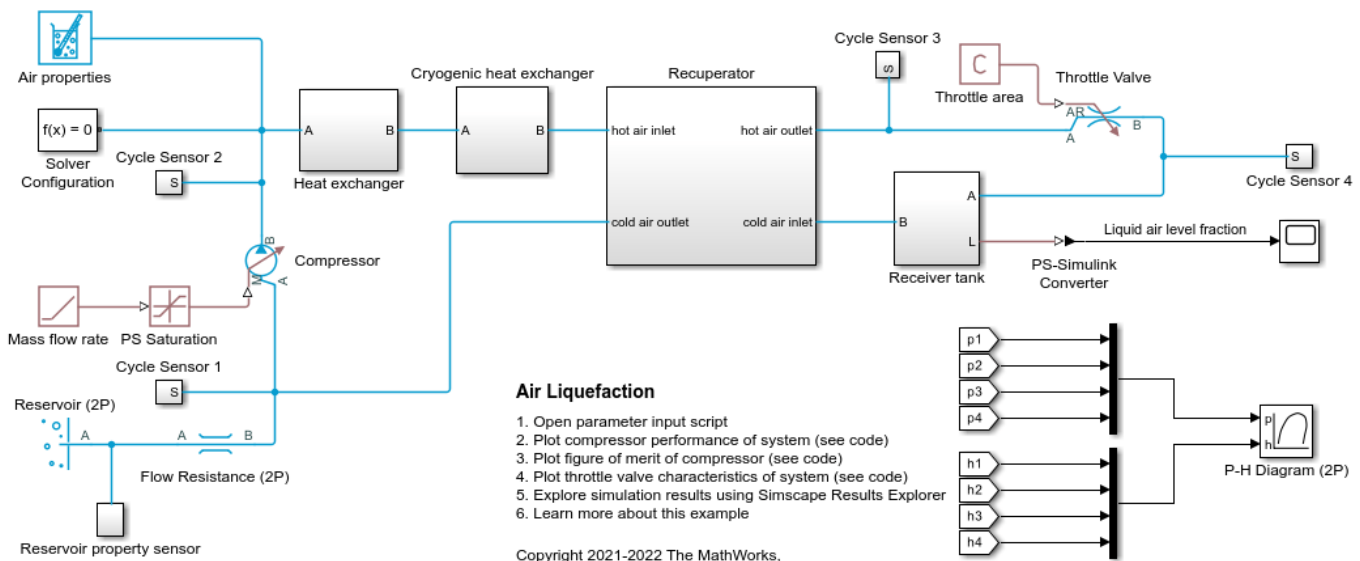 Air properties
f(x) = 0
Solver
Configuration
Cycle Sensor 2
S
Heat exchanger
A
B
Cryogenic heat exchanger
A
B
Recuperator
hot air inlet
hot air outlet
cold air outlet
cold air inlet
Cycle Sensor 3
S
C
Throttle area
Throttle Valve
AR
A
B
S
Cycle Sensor 4
A
B
L
Receiver tank
PS-Simulink
Converter
Liquid air level fraction
B
M
A
Compressor
Mass flow rate
PS Saturation
Cycle Sensor 1
S
Reservoir (2P)
A
A
B
Flow Resistance (2P)
Reservoir property sensor
Air Liquefaction
1. Open parameter input script
2. Plot compressor performance of system (see code)
3. Plot figure of merit of compressor (see code)
4. Plot throttle valve characteristics of system (see code)
5. Explore simulation results using Simscape Results Explorer
6. Learn more about this example
Copyright 2021-2022 The MathWorks,
p1
p2
p3
p4
h1
h2
h3
h4
p
h
P-H Diagram (2P)